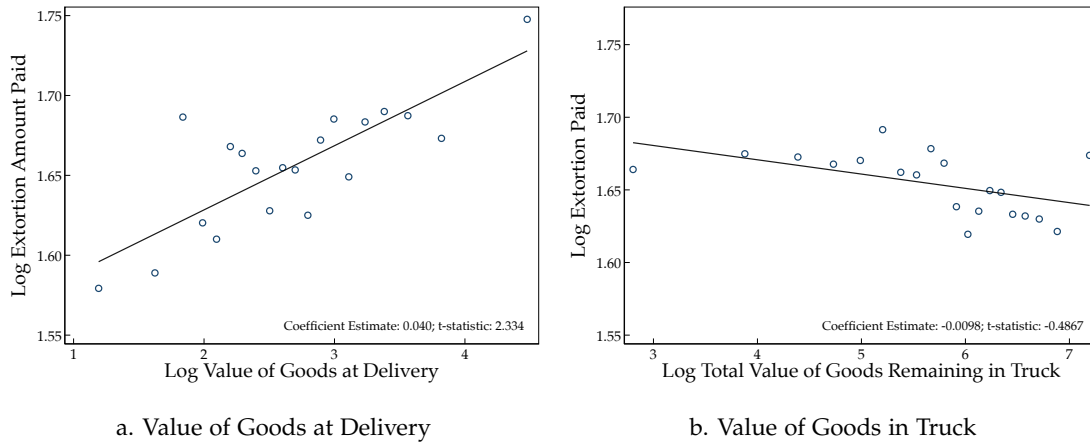 Log Extortion Amount Paid
1.75
1.70
1.65
1.60
1.55
1
2
3
4
Coefficient Estimate: 0.040; t-statistic: 2.334
Log Value of Goods at Delivery
a. Value of Goods at Delivery
Log Extortion Paid
1.75
1.70
1.65
1.60
1.55
3
4
5
6
7
Coefficient Estimate: -0.0098; t-statistic: -0.4867
Log Total Value of Goods Remaining in Truck
b. Value of Goods in Truck